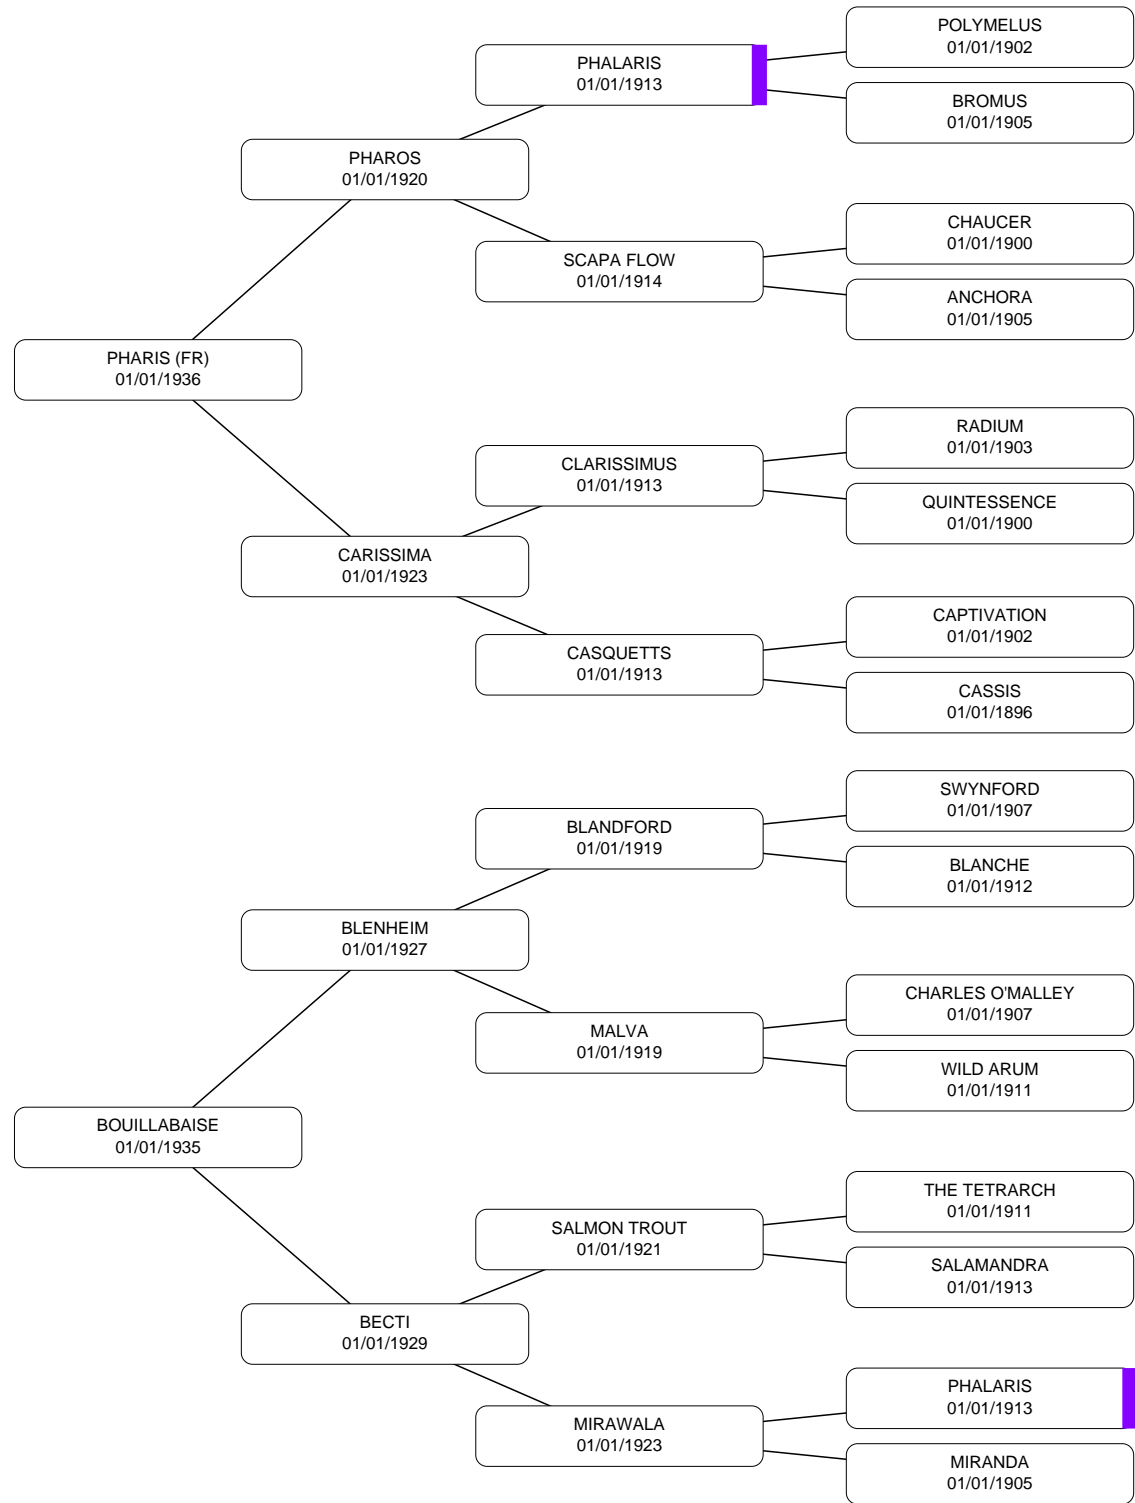 POLYMELUS
01/01/1902
PHALARIS
01/01/1913
BROMUS
01/01/1905
PHAROS
01/01/1920
CHAUCER
01/01/1900
SCAPA FLOW
01/01/1914
ANCHORA
01/01/1905
PHARIS (FR)
01/01/1936
RADIUM
01/01/1903
CLARISSIMUS
01/01/1913
QUINTESSENCE
01/01/1900
CARISSIMA
01/01/1923
CAPTIVATION
01/01/1902
CASQUETTS
01/01/1913
CASSIS
01/01/1896
SWYNFORD
01/01/1907
BLANDFORD
01/01/1919
BLANCHE
01/01/1912
BLENHEIM
01/01/1927
CHARLES O'MALLEY
01/01/1907
MALVA
01/01/1919
WILD ARUM
01/01/1911
BOUILLABAISE
01/01/1935
THE TETRARCH
01/01/1911
SALMON TROUT
01/01/1921
SALAMANDRA
01/01/1913
BECTI
01/01/1929
PHALARIS
01/01/1913
MIRAWALA
01/01/1923
MIRANDA
01/01/1905